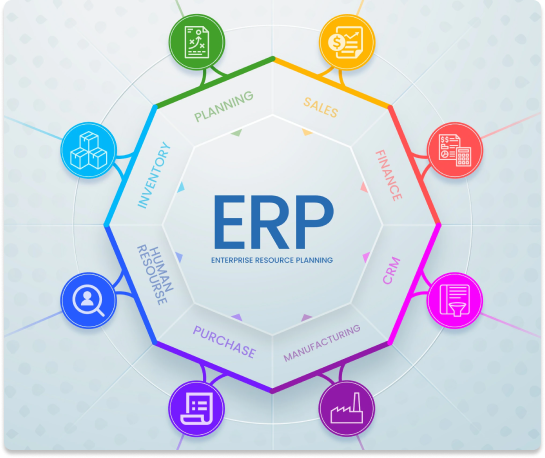 PLANNING
SALES
INVENTORY
FINANCE
ERP
ENTERPRISE RESOURCE PLANNING
HUMAN
RESOURSE
CRM
PURCHASE
MANUFACTURING
$